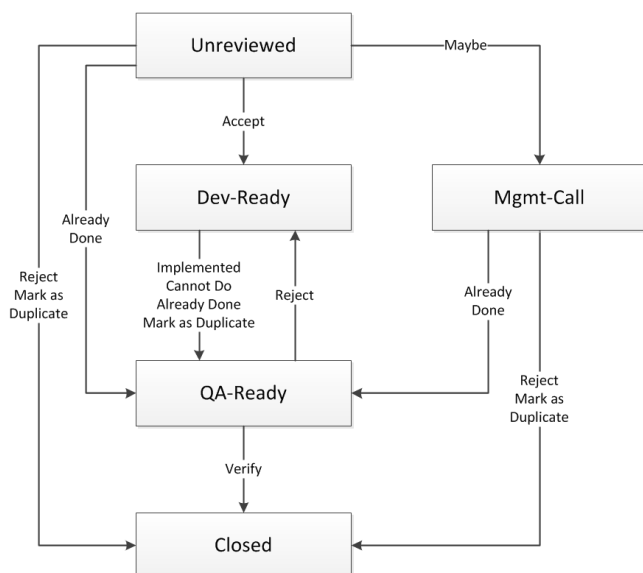 Unreviewed
Maybe
Accept
Dev-Ready
Mgmt-Call
Already
Done
Implemented
Cannot Do
Already Done
Mark as Duplicate
Reject
Reject
Mark as
Duplicate
Already
Done
QA-Ready
Reject
Mark as
Duplicate
Verify
Closed